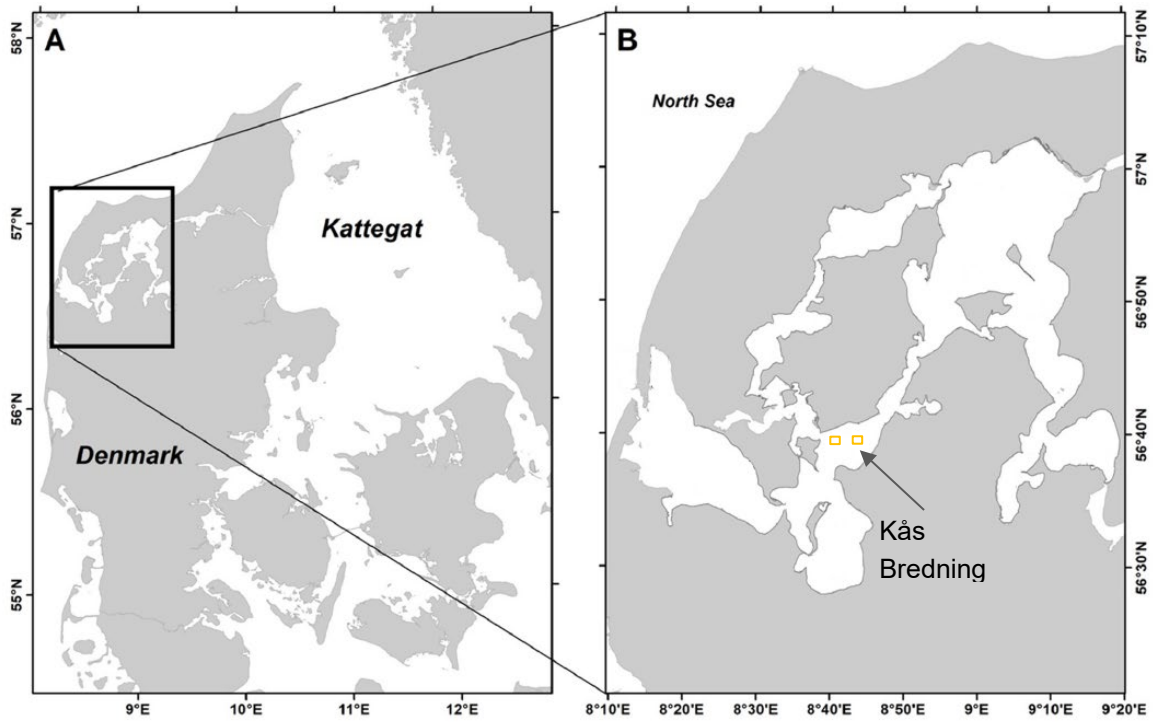 A
58°N
57°N
56°N
55°N
Kattegat
Denmark
9°E
10°E
11°E
12°E
B
North Sea
Kås
Bredning
57°10'N
57°N
56°50'N
56°40'N
56°30'N
8°10'E
8°20'E
8°30'E
8°40'E
8°50'E
9°E
9°10'E
9°20'E